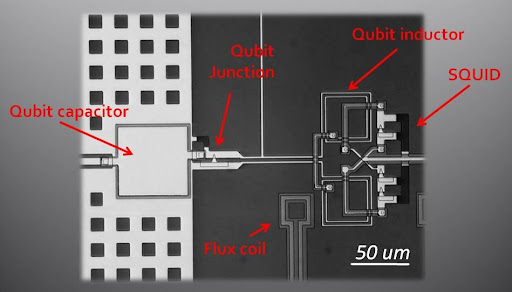 Qubit inductor
Qubit
Junction
SQUID
Qubit capacitor
Flux coil
50 um